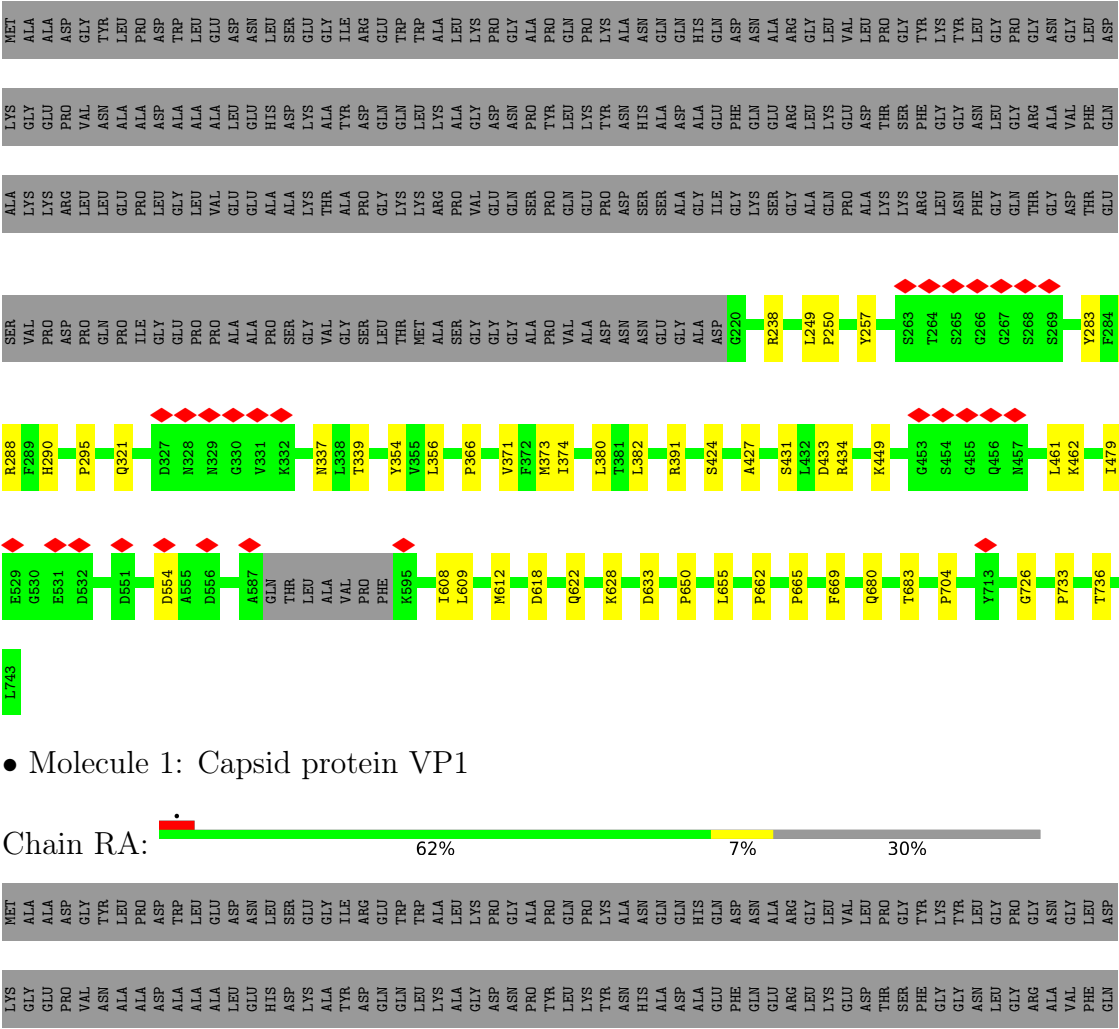 MET ALA ALA ASP GLY TYR LEU PRO ASP TRP LEU GLU ASP ASN LEU SER GLU GLY ILE ARG GLU TRP TRP ALA LEU LYS PRO GLY ALA PRO GLN PRO LYS ALA ASN GLN GLN HIS GLN ASP ASN ALA ARG GLY LEU VAL LEU PRO GLY TYR LYS TYR LEU GLY PRO GLY ASN GLY LEU ASP
LYS GLY GLU PRO VAL ASN ALA ALA ASP ALA ALA ALA LEU GLU HIS ASP LYS ALA TYR ASP GLN GLN LEU LYS ALA GLY ASP ASN PRO TYR LEU LYS TYR ASN HIS ALA ASP ALA GLU PHE GLN GLU ARG LEU LYS GLU ASP THR SER PHE GLY GLY ASN LEU GLY ARG ALA VAL PHE GLN
ALA LYS LYS ARG LEU LEU GLU PRO LEU GLY LEU VAL GLU GLU ALA ALA LYS THR ALA PRO GLY LYS LYS ARG PRO VAL GLU GLN SER PRO GLN GLU PRO ASP SER SER ALA GLY ILE GLY LYS SER GLY ALA GLN PRO ALA LYS LYS ARG LEU ASN PHE GLY GLN THR GLY ASP THR GLU
SER VAL PRO ASP PRO GLN PRO ILE GLY GLU PRO PRO ALA ALA PRO SER GLY VAL GLY SER LEU THR MET ALA SER GLY GLY GLY ALA PRO VAL ALA ASP ASN ASN GLU GLY ALA ASP G220 R238 L249 P250 Y257 S263 T264 S265 G266 G267 S268 S269 Y283 F284
R288 F289 H290 P295 Q321 D327 N328 N329 G330 V331 K332 N337 L338 T339 Y354 V355 L356 P366 V371 F372 M373 I374 L380 T381 L382 R391 S424 A427 S431 L432 D433 R434 K449 G453 S454 G455 Q456 N457 L461 K462 I479
E529 G530 E531 D532 D551 D554 A555 D556 A587 GLN THR LEU ALA VAL PRO PHE K595 I608 L609 M612 D618 Q622 K628 D633 P650 L655 P662 P665 F669 Q680 T683 P704 Y713 G726 P733 T736
L743
• Molecule 1: Capsid protein VP1
Chain RA:
62% 7% 30%
MET ALA ALA ASP GLY TYR LEU PRO ASP TRP LEU GLU ASP ASN LEU SER GLU GLY ILE ARG GLU TRP TRP ALA LEU LYS PRO GLY ALA PRO GLN PRO LYS ALA ASN GLN GLN HIS GLN ASP ASN ALA ARG GLY LEU VAL LEU PRO GLY TYR LYS TYR LEU GLY PRO GLY ASN GLY LEU ASP
LYS GLY GLU PRO VAL ASN ALA ALA ASP ALA ALA ALA LEU GLU HIS ASP LYS ALA TYR ASP GLN GLN LEU LYS ALA GLY ASP ASN PRO TYR LEU LYS TYR ASN HIS ALA ASP ALA GLU PHE GLN GLU ARG LEU LYS GLU ASP THR SER PHE GLY GLY ASN LEU GLY ARG ALA VAL PHE GLN